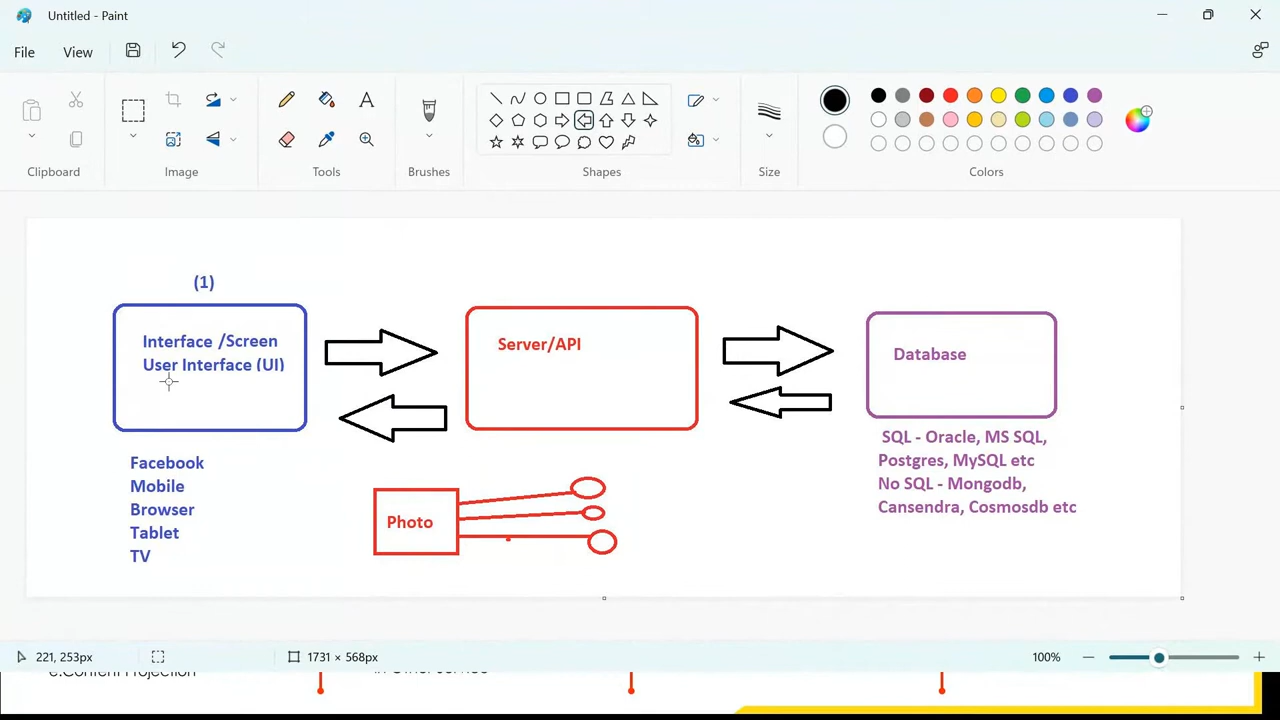 Untitled - Paint
File
View
Clipboard
Image
Tools
Brushes
Shapes
Size
Colors
(1)
Interface /Screen
User Interface (UI)
Server/API
Database
Facebook
Mobile
Browser
Tablet
TV
Photo
SQL - Oracle, MS SQL,
Postgres, MySQL etc
No SQL - Mongodb,
Cansendra, Cosmosdb etc
221, 253px
1731 × 568px
100%
e.Content Projection